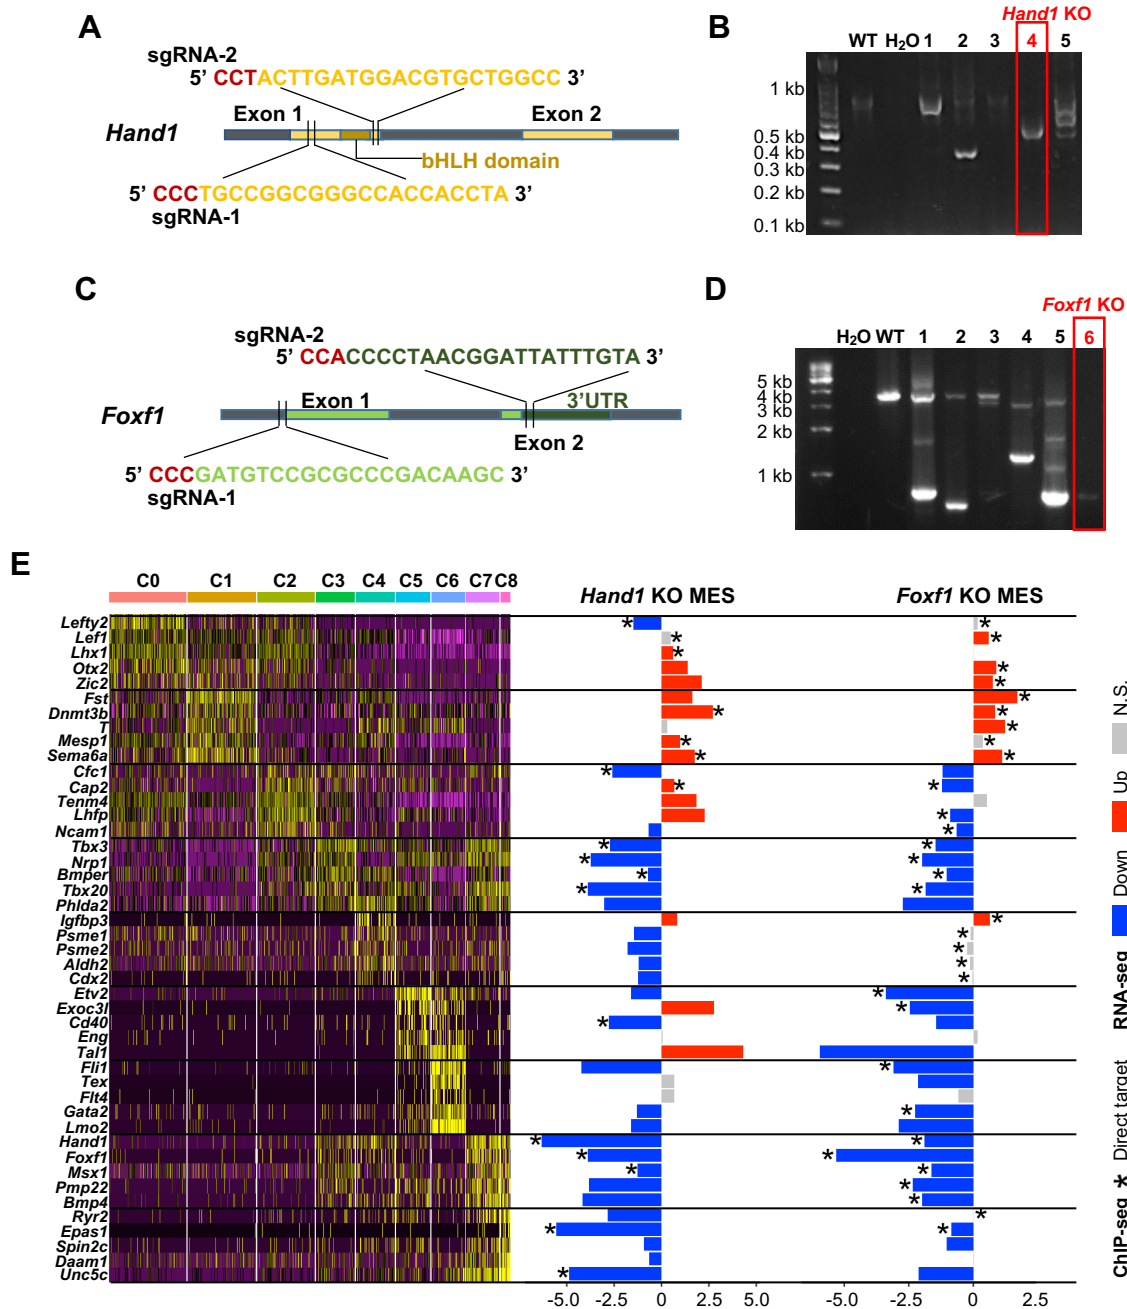 A
sgRNA-2
5’ CCTACTTGATGGACGTGCTGGCC 3’
Exon 1
Exon 2
Hand1
bHLH domain
5’ CCCTGCCGGCGGGCCACCACCTA 3’
sgRNA-1
B
Hand1 KO
WT H2O 1 2 3 4 5
1 kb
0.5 kb
0.4 kb
0.3 kb
0.2 kb
0.1 kb
C
sgRNA-2
5’ CCACCCCTAACGGATTATTTGTA 3’
Exon 1
3’UTR
Foxf1
Exon 2
5’ CCCGATGTCCGCGCCCGACAAGC 3’
sgRNA-1
D
Foxf1 KO
H2O WT 1 2 3 4 5 6
5 kb
4 kb
3 kb
2 kb
1 kb
E
C0 C1 C2 C3 C4 C5 C6 C7 C8
Hand1 KO MES
Foxf1 KO MES
Lefty2
Lef1
Lhx1
Otx2
Zic2
Fst
Dnmt3b
T
Mesp1
Sema6a
Cfc1
Cap2
Tenm4
Lhfp
Ncam1
Tbx3
Nrp1
Bmper
Tbx20
Phlda2
Igfbp3
Psme1
Psme2
Aldh2
Cdx2
Etv2
Exoc3l
Cd40
Eng
Tal1
Fli1
Tex
Flt4
Gata2
Lmo2
Hand1
Foxf1
Msx1
Pmp22
Bmp4
Ryr2
Epas1
Spin2c
Daam1
Unc5c
-5.0 -2.5 0 2.5 5.0
-5.0 -2.5 0 2.5
ChIP-seq * Direct target RNA-seq Down Up N.S.